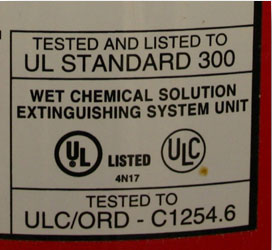 TESTED AND LISTED TO
UL STANDARD 300
WET CHEMICAL SOLUTION
EXTINGUISHING SYSTEM UNIT
UL LISTED ULC
4N17
TESTED TO
ULC/ORD - C1254.6